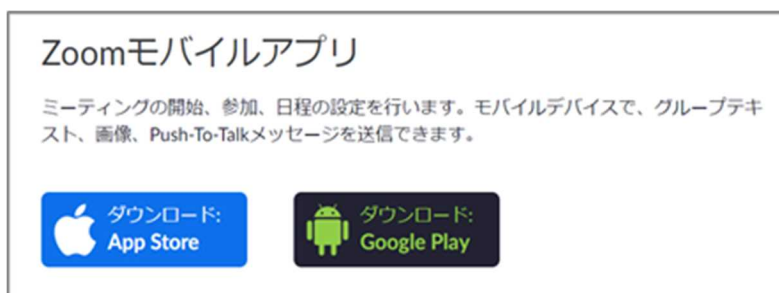 Zoomモバイルアプリ
ミーティングの開始、参加、日程の設定を行います。モバイルデバイスで、グループテキ
スト、画像、Push-To-Talkメッセージを送信できます。
ダウンロード:
App Store
ダウンロード:
Google Play